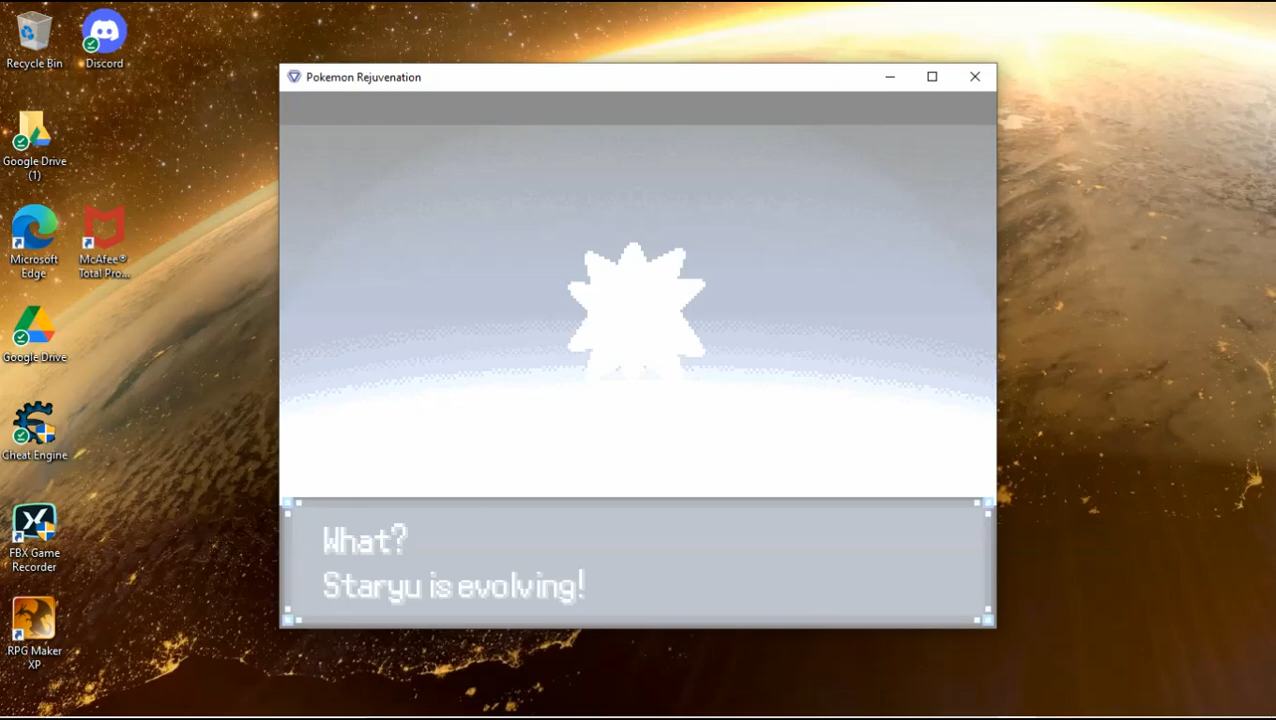 Recycle Bin
Discord
Google Drive
(1)
Microsoft
Edge
McAfee®
Total Pro...
Google Drive
Cheat Engine
FBX Game
Recorder
RPG Maker
XP
Pokemon Rejuvenation
What?
Staryu is evolving!